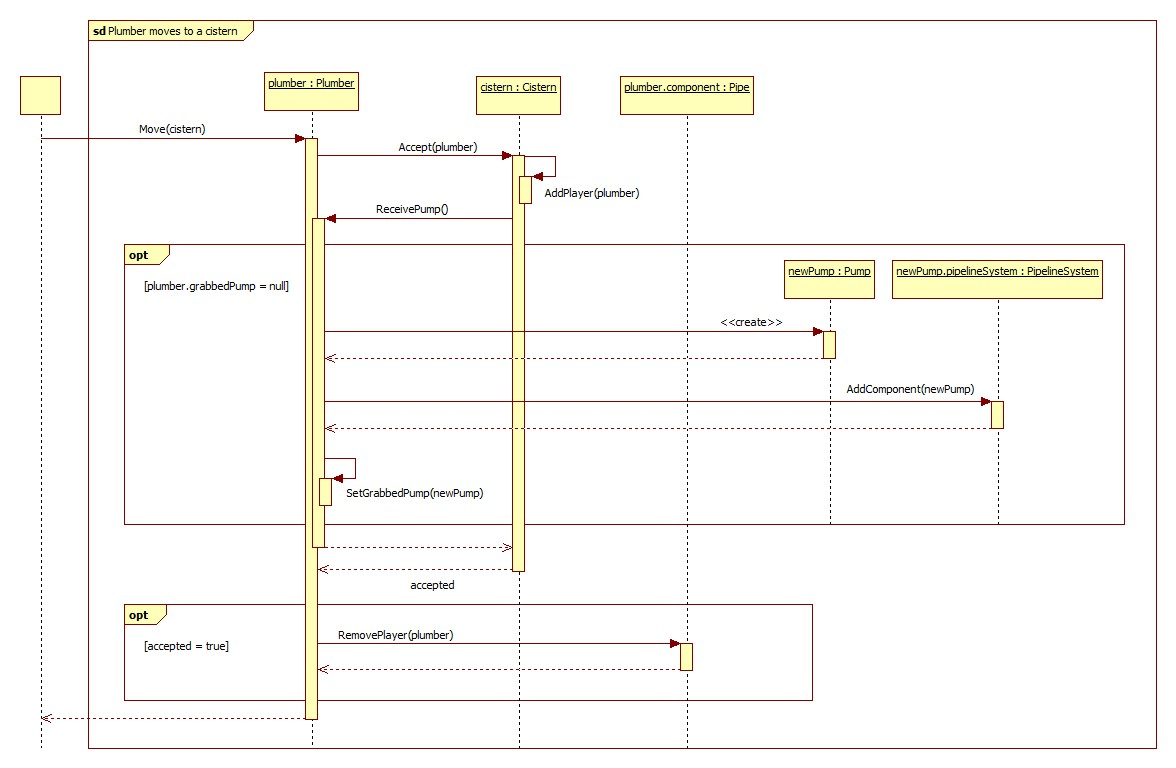 sd Plumber moves to a cistern
plumber : Plumber
cistern : Cistern
plumber.component : Pipe
Move(cistern)
Accept(plumber)
AddPlayer(plumber)
ReceivePump()
opt
[plumber.grabbedPump = null]
newPump : Pump
newPump.pipelineSystem : PipelineSystem
<<create>>
AddComponent(newPump)
SetGrabbedPump(newPump)
accepted
opt
[accepted = true]
RemovePlayer(plumber)